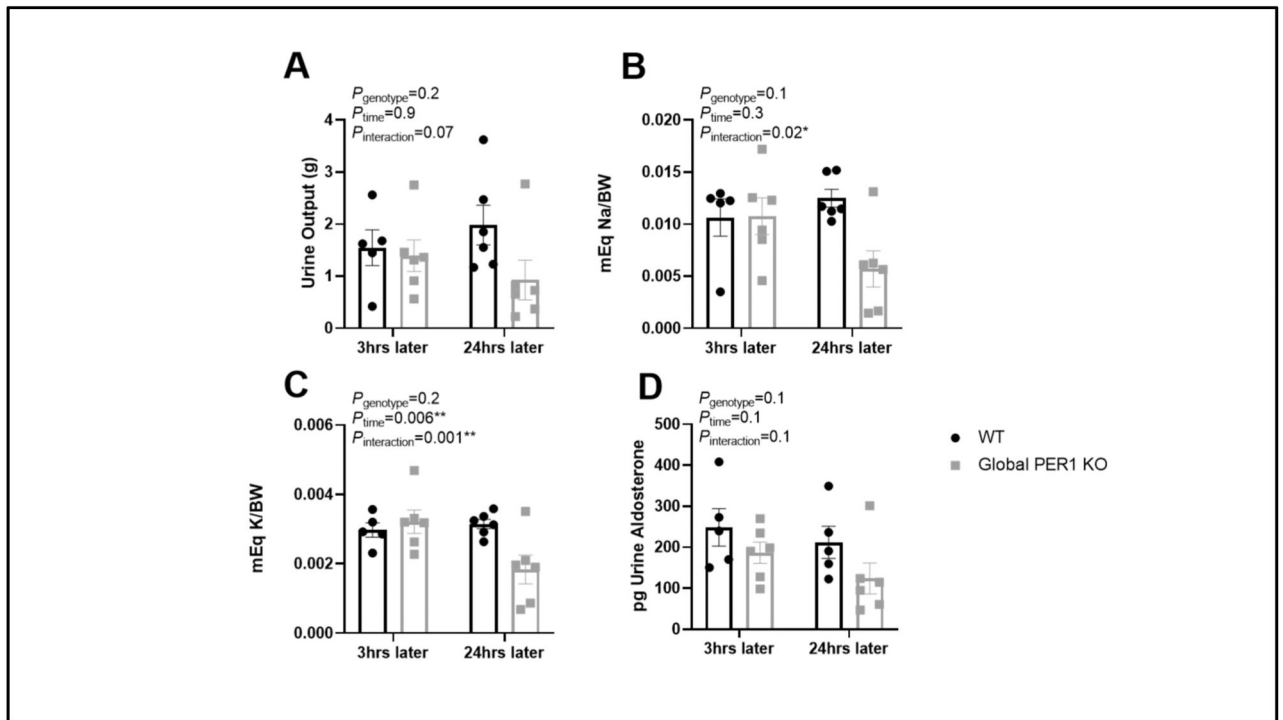 A
Pgenotype=0.2
Ptime=0.9
Pinteraction=0.07
Urine Output (g)
4
3
2
1
0
3hrs later
24hrs later
B
Pgenotype=0.1
Ptime=0.3
Pinteraction=0.02*
mEq Na/BW
0.020
0.015
0.010
0.005
0.000
3hrs later
24hrs later
C
Pgenotype=0.2
Ptime=0.006**
Pinteraction=0.001**
mEq K/BW
0.006
0.004
0.002
0.000
3hrs later
24hrs later
D
Pgenotype=0.1
Ptime=0.1
Pinteraction=0.1
pg Urine Aldosterone
500
400
300
200
100
0
3hrs later
24hrs later
WT
Global PER1 KO